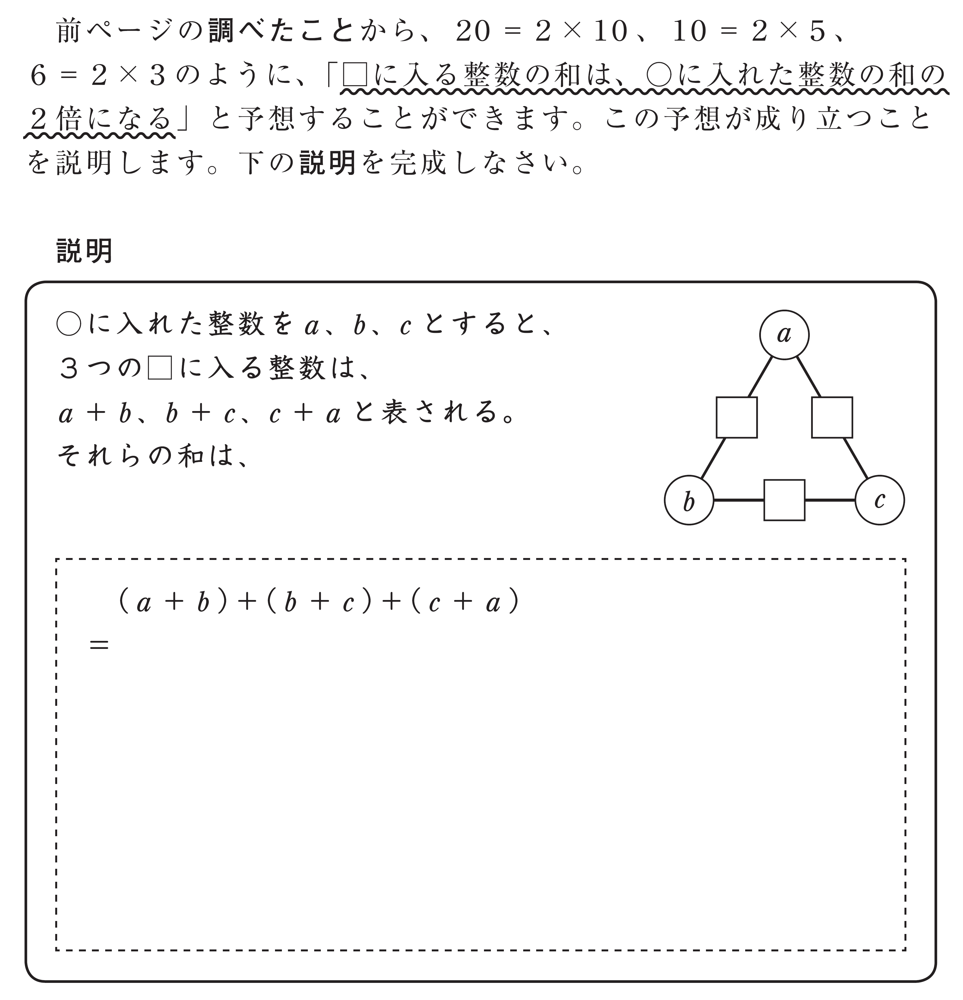 前ページの調べたことから、20 = 2 × 10、10 = 2 × 5、
6 = 2 × 3のように、「□に入る整数の和は、○に入れた整数の和の
2倍になる」と予想することができます。この予想が成り立つこと
を説明します。下の説明を完成しなさい。
説明
○に入れた整数をa、b、cとすると、
3つの□に入る整数は、
a + b、b + c、c + aと表される。
それらの和は、
a
b
c
(a + b)+(b + c)+(c + a)
=